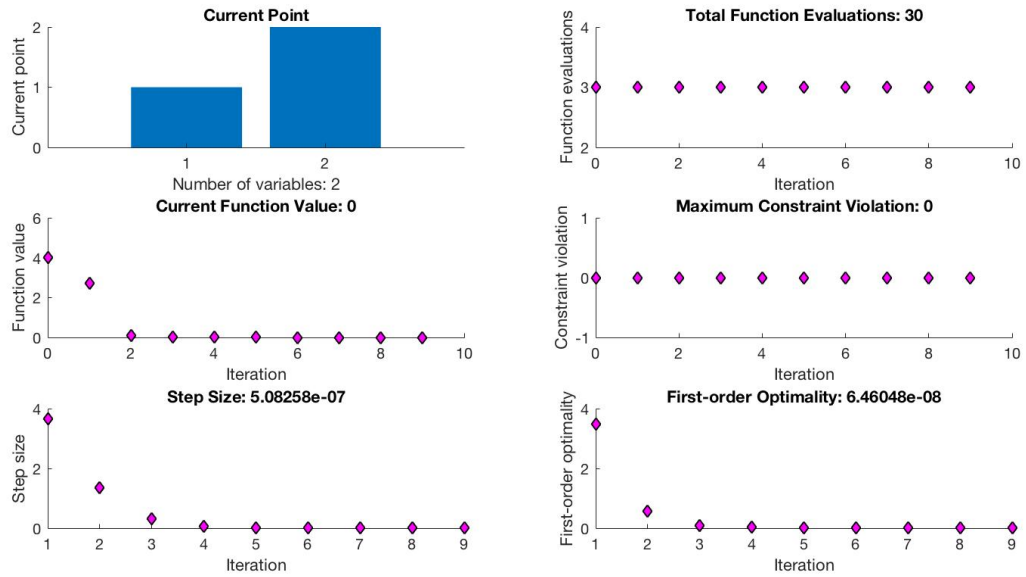 Current Point
Current point
2
1
0
1 2
Number of variables: 2
Total Function Evaluations: 30
Function evaluations
4
3
2
0 2 4 6 8 10
Iteration
Current Function Value: 0
Function value
6
4
2
0
0 2 4 6 8 10
Iteration
Maximum Constraint Violation: 0
Constraint violation
1
0
-1
0 2 4 6 8 10
Iteration
Step Size: 5.08258e-07
Step size
4
2
0
1 2 3 4 5 6 7 8 9
Iteration
First-order Optimality: 6.46048e-08
First-order optimality
4
2
0
1 2 3 4 5 6 7 8 9
Iteration